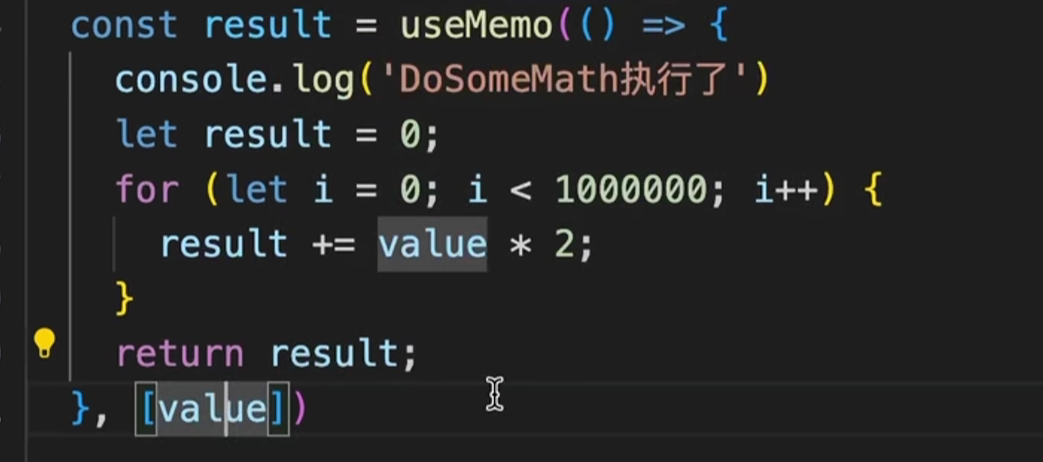 const result = useMemo(() => {
console.log('DoSomeMath执行了')
let result = 0;
for (let i = 0; i < 1000000; i++) {
result += value * 2;
}
return result;
}, [value])